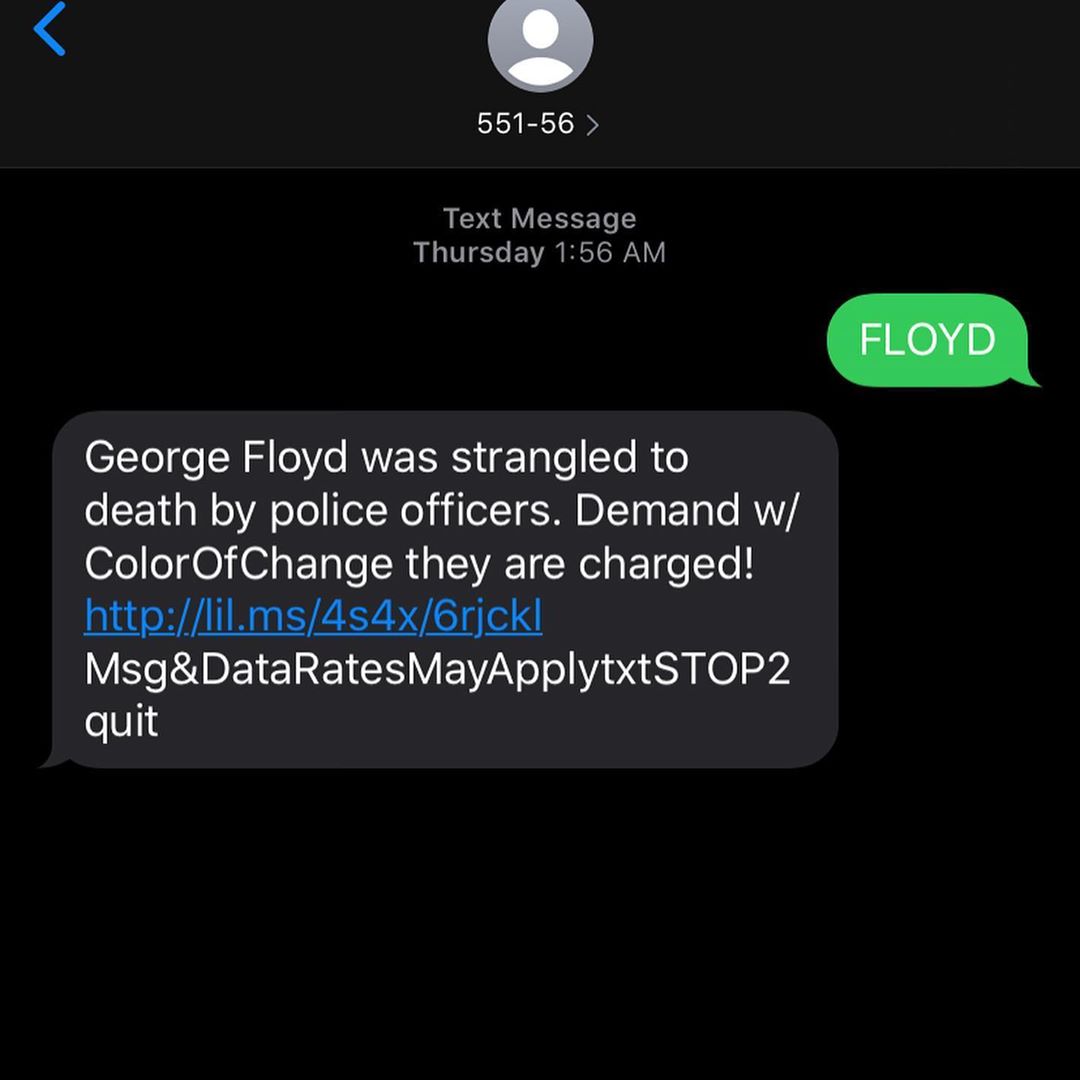 551-56
Text Message
Thursday 1:56 AM
FLOYD
George Floyd was strangled to
death by police officers. Demand w/
ColorOfChange they are charged!
http://lil.ms/4s4x/6rjckl
Msg&DataRatesMayApplytxtSTOP2
quit